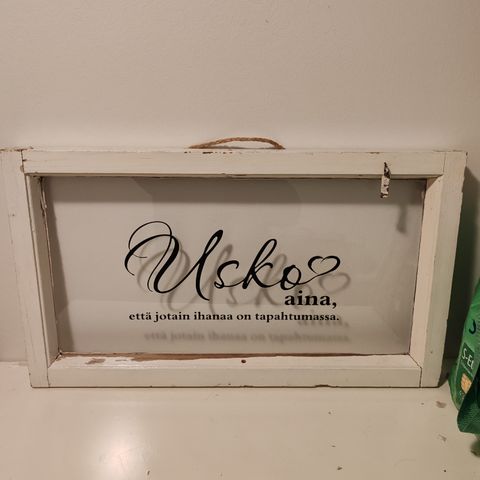 Usko
aina,
että jotain ihanaa on tapahtumassa.